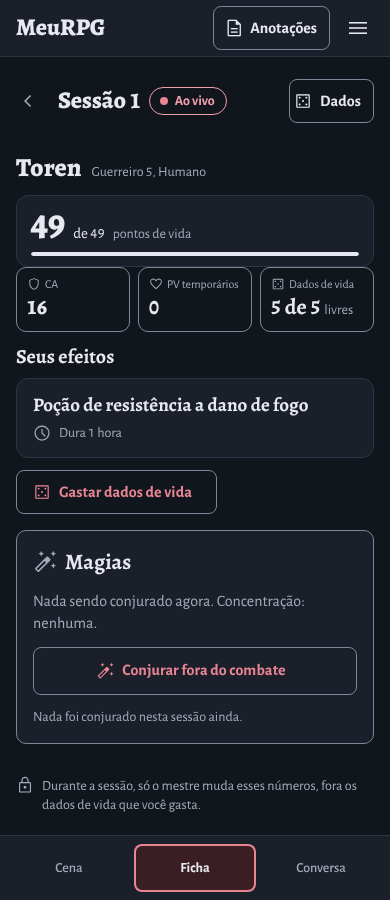 MeuRPG
Anotações
Sessão 1
Ao vivo
Dados
Toren
Guerreiro 5, Humano
49 de 49 pontos de vida
CA
16
PV temporários
0
Dados de vida
5 de 5 livres
Seus efeitos
Poção de resistência a dano de fogo
Dura 1 hora
Gastar dados de vida
Magias
Nada sendo conjurado agora. Concentração:
nenhuma.
Conjurar fora do combate
Nada foi conjurado nesta sessão ainda.
Durante a sessão, só o mestre muda esses números, fora os
dados de vida que você gasta.
Cena
Ficha
Conversa